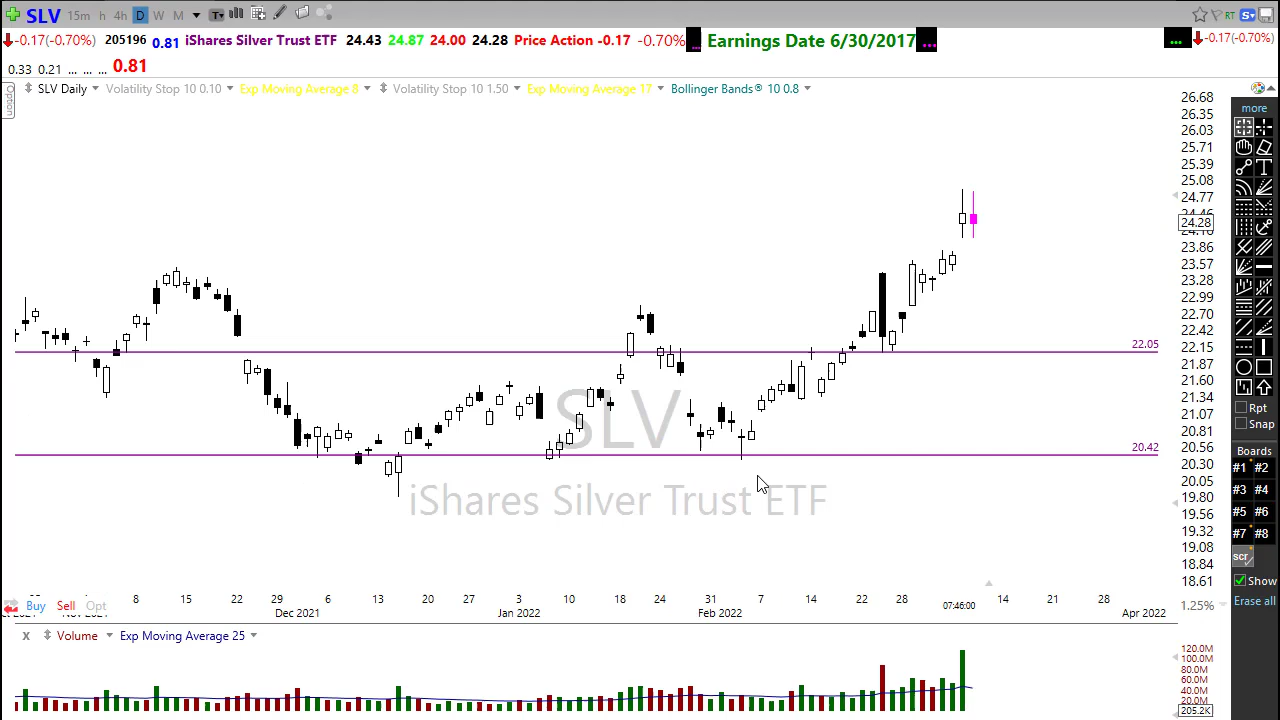 SLV 15m h 4h D W M T RT S
-0.17(-0.70%) 205196 0.81 iShares Silver Trust ETF 24.43 24.87 24.00 24.28 Price Action -0.17 -0.70% ... Earnings Date 6/30/2017 ... ... -0.17(-0.70%)
0.33 0.21 ... ... ... 0.81
Option
SLV Daily Volatility Stop 10 0.10 Exp Moving Average 8 Volatility Stop 10 1.50 Exp Moving Average 17 Bollinger Bands® 10 0.8
26.68
26.35
26.03
25.71
25.39
25.08
24.77
24.28
23.86
23.57
23.28
22.99
22.70
22.42
22.15
21.87
21.60
21.34
21.07
20.81
20.56
20.30
20.05
19.80
19.56
19.32
19.08
18.84
18.61
22.05
20.42
SLV
iShares Silver Trust ETF
more
Rpt
Snap
Boards
#1 #2
#3 #4
#5 #6
#7 #8
scr
Show
Erase all
8 15 22 29 6 13 20 27 3 10 18 24 31 7 14 22 28 14 21 28
Buy Sell Opt
Dec 2021 Jan 2022 Feb 2022 07:46:00 Apr 2022
1.25%
x Volume Exp Moving Average 25
120.0M
100.0M
80.0M
60.0M
40.0M
20.0M
205.2K